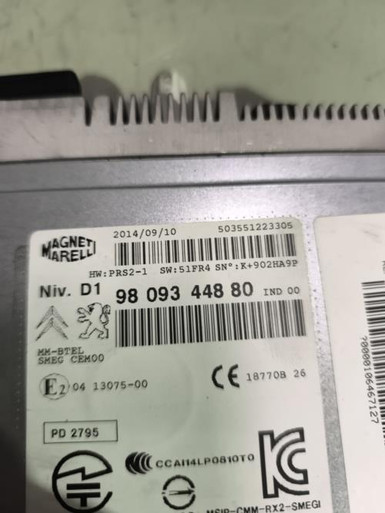 MAGNETI MARELLI
2014/09/10
503551223305
HW:PRS2-1 SW:51FR4 SN°:K+902HA9P
Niv. D1 98 093 448 80 IND 00
MM-BTEL
SMEG CEM00
E2 04 13075-00
CE 18770B 26
PD 2795
CCAI14LP0810T0
MSIP-CMM-RX2-SMEGI